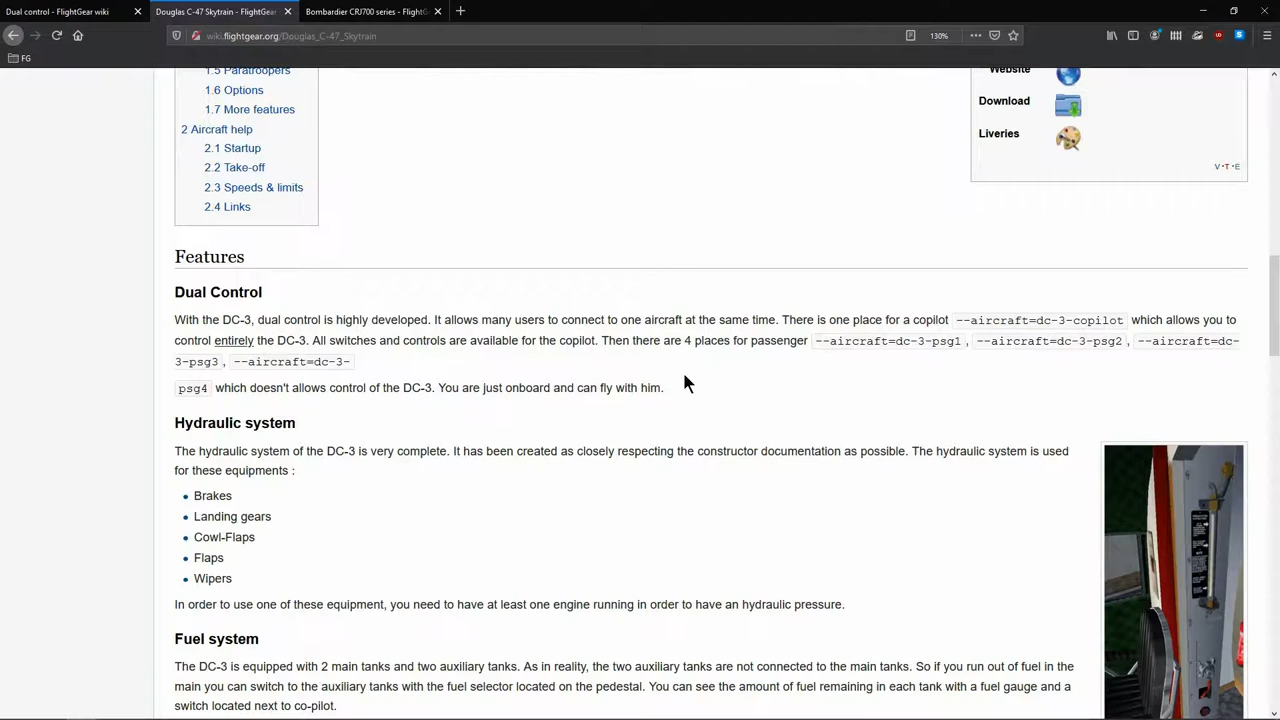 Dual control - FlightGear wiki
Douglas C-47 Skytrain - FlightGear
Bombardier CRJ700 series - FlightG
wiki.flightgear.org/Douglas_C-47_Skytrain
130%
FG
1.5 Paratroopers
1.6 Options
1.7 More features
2 Aircraft help
2.1 Startup
2.2 Take-off
2.3 Speeds & limits
2.4 Links
Website
Download
Liveries
V · T · E
Features
Dual Control
With the DC-3, dual control is highly developed. It allows many users to connect to one aircraft at the same time. There is one place for a copilot --aircraft=dc-3-copilot which allows you to
control entirely the DC-3. All switches and controls are available for the copilot. Then there are 4 places for passenger --aircraft=dc-3-psg1 , --aircraft=dc-3-psg2 , --aircraft=dc-
3-psg3 , --aircraft=dc-3-
psg4 which doesn't allows control of the DC-3. You are just onboard and can fly with him.
Hydraulic system
The hydraulic system of the DC-3 is very complete. It has been created as closely respecting the constructor documentation as possible. The hydraulic system is used
for these equipments :
Brakes
Landing gears
Cowl-Flaps
Flaps
Wipers
In order to use one of these equipment, you need to have at least one engine running in order to have an hydraulic pressure.
Fuel system
The DC-3 is equipped with 2 main tanks and two auxiliary tanks. As in reality, the two auxiliary tanks are not connected to the main tanks. So if you run out of fuel in the
main you can switch to the auxiliary tanks with the fuel selector located on the pedestal. You can see the amount of fuel remaining in each tank with a fuel gauge and a
switch located next to co-pilot.